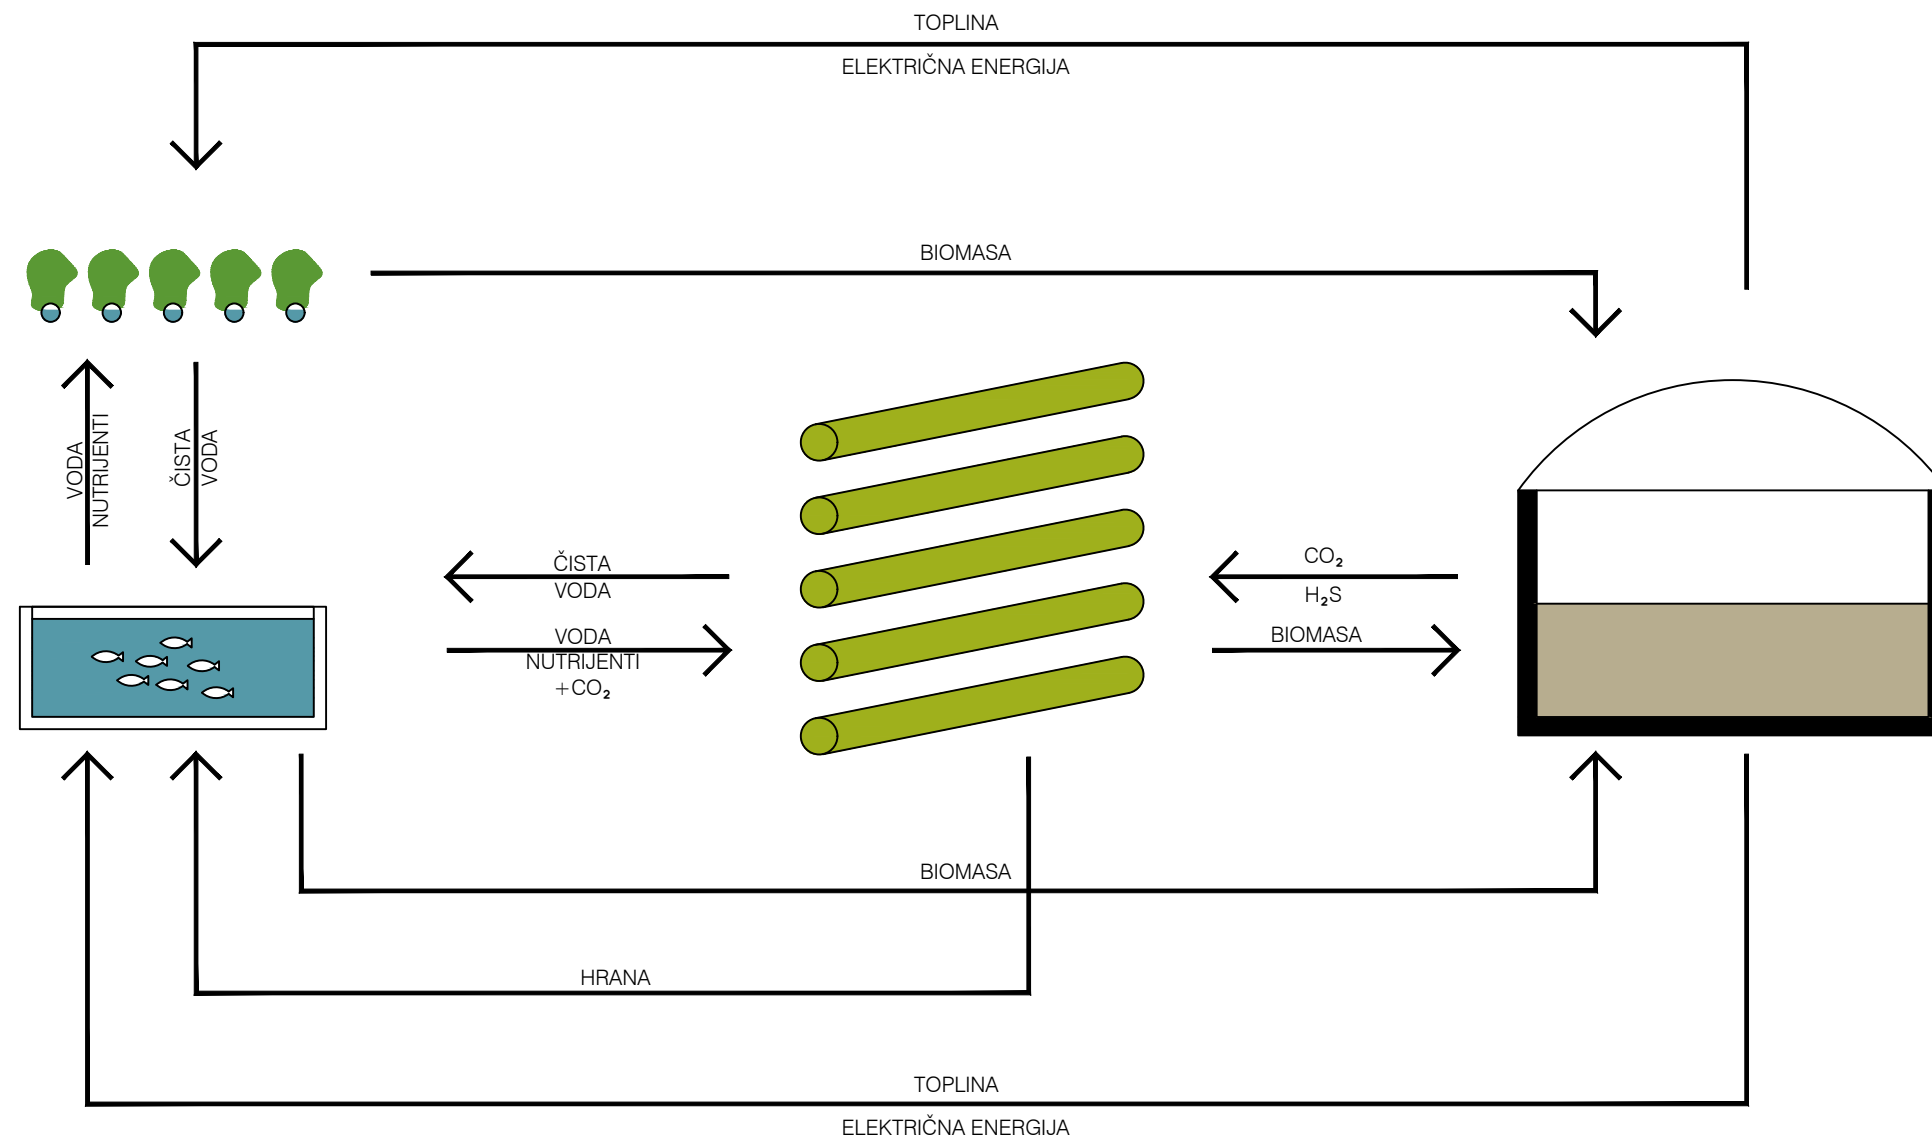 TOPLINA
ELEKTRIČNA ENERGIJA
BIOMASA
VODA
NUTRIJENTI
ČISTA
VODA
ČISTA
VODA
VODA
NUTRIJENTI
+CO₂
CO₂
H₂S
BIOMASA
BIOMASA
HRANA
TOPLINA
ELEKTRIČNA ENERGIJA